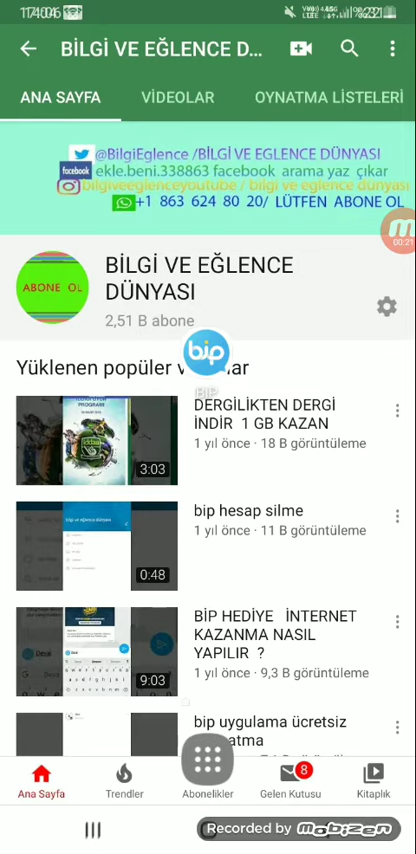 BİLGİ VE EĞLENCE D...
ANA SAYFA VİDEOLAR OYNATMA LİSTELERİ
@BilgiEglence /BİLGİ VE EGLENCE DÜNYASI
facebook ekle.beni.338863 facebook arama yaz çıkar
bilgiveeglenceyoutube / bilgi ve eglence dunyası
+1 863 624 80 20/ LÜTFEN ABONE OL
00:21
ABONE OL
BİLGİ VE EĞLENCE
DÜNYASI
2,51 B abone
bip
BİP
Yüklenen popüler
DERGİLİKTEN DERGİ
İNDİR 1 GB KAZAN
1 yıl önce · 18 B görüntüleme
3:03
bip hesap silme
1 yıl önce · 11 B görüntüleme
0:48
BİP HEDİYE İNTERNET
KAZANMA NASIL
YAPILIR ?
1 yıl önce · 9,3 B görüntüleme
9:03
bip uygulama ücretsiz
8
Ana Sayfa Trendler Abonelikler Gelen Kutusu Kitaplık
Recorded by mobizen